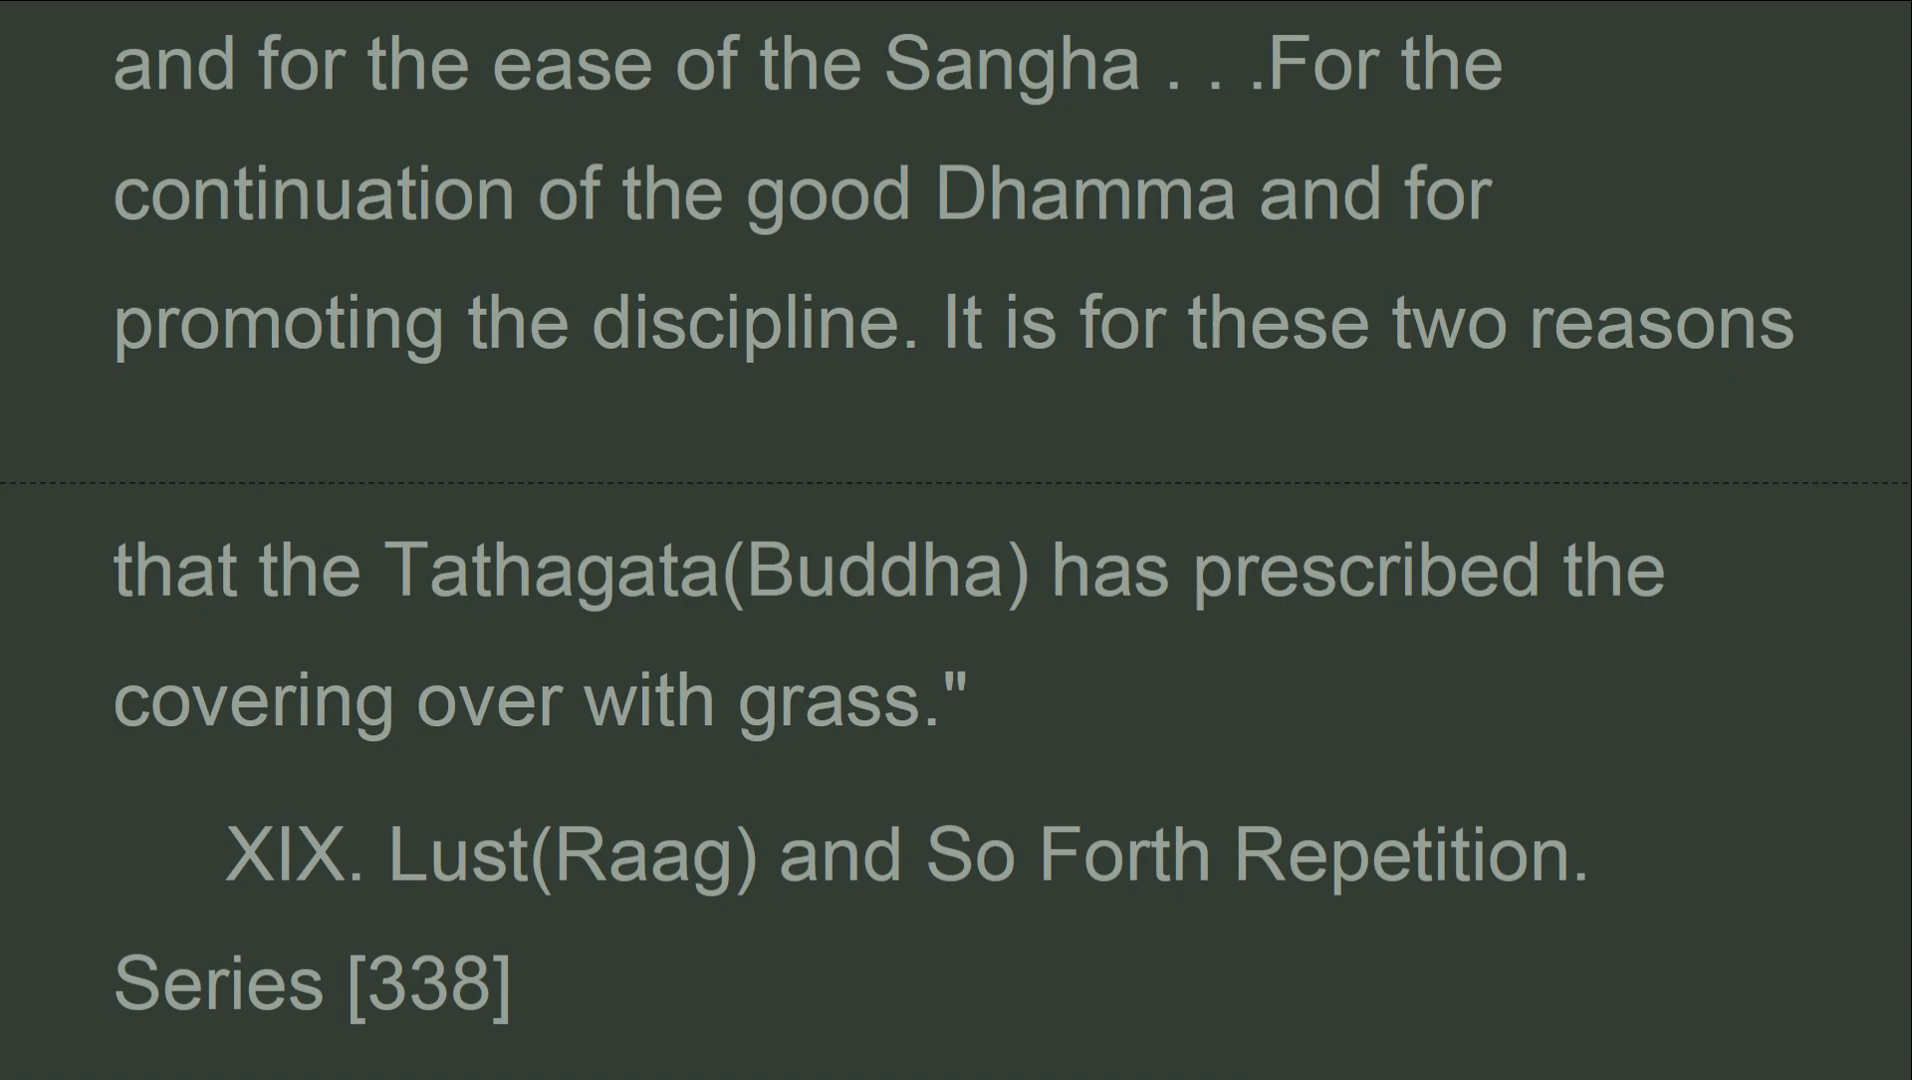 and for the ease of the Sangha . . .For the
continuation of the good Dhamma and for
promoting the discipline. It is for these two reasons
that the Tathagata(Buddha) has prescribed the
covering over with grass."
XIX. Lust(Raag) and So Forth Repetition.
Series [338]